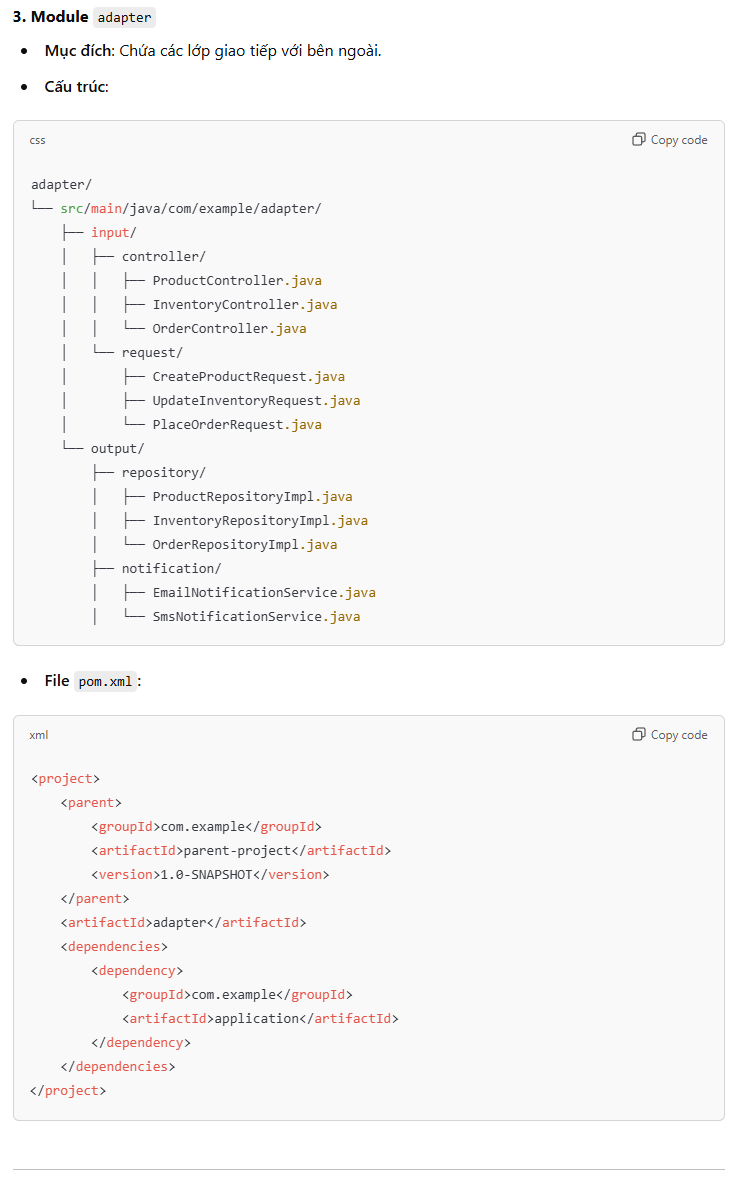 3. Module adapter
• Mục đích: Chứa các lớp giao tiếp với bên ngoài.
• Cấu trúc:
css
Copy code
adapter/
└── src/main/java/com/example/adapter/
    ├── input/
    │   ├── controller/
    │   │   ├── ProductController.java
    │   │   ├── InventoryController.java
    │   │   └── OrderController.java
    │   └── request/
    │       ├── CreateProductRequest.java
    │       ├── UpdateInventoryRequest.java
    │       └── PlaceOrderRequest.java
    └── output/
        ├── repository/
        │   ├── ProductRepositoryImpl.java
        │   ├── InventoryRepositoryImpl.java
        │   └── OrderRepositoryImpl.java
        ├── notification/
        │   ├── EmailNotificationService.java
        │   └── SmsNotificationService.java
• File pom.xml:
xml
Copy code
<project>
    <parent>
        <groupId>com.example</groupId>
        <artifactId>parent-project</artifactId>
        <version>1.0-SNAPSHOT</version>
    </parent>
    <artifactId>adapter</artifactId>
    <dependencies>
        <dependency>
            <groupId>com.example</groupId>
            <artifactId>application</artifactId>
        </dependency>
    </dependencies>
</project>